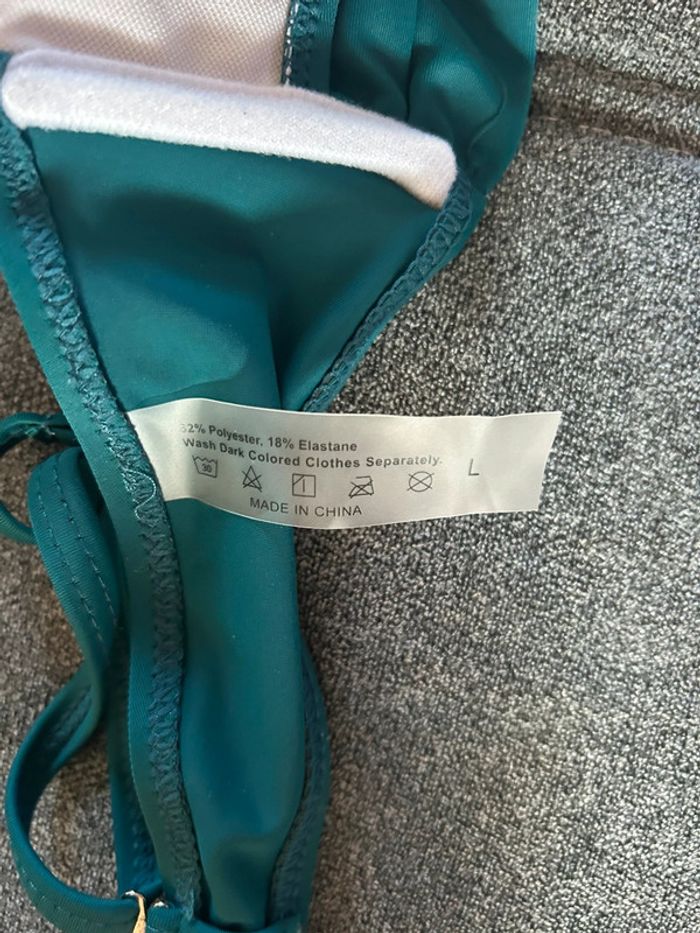 82% Polyester. 18% Elastane
Wash Dark Colored Clothes Separately.
30
L
MADE IN CHINA